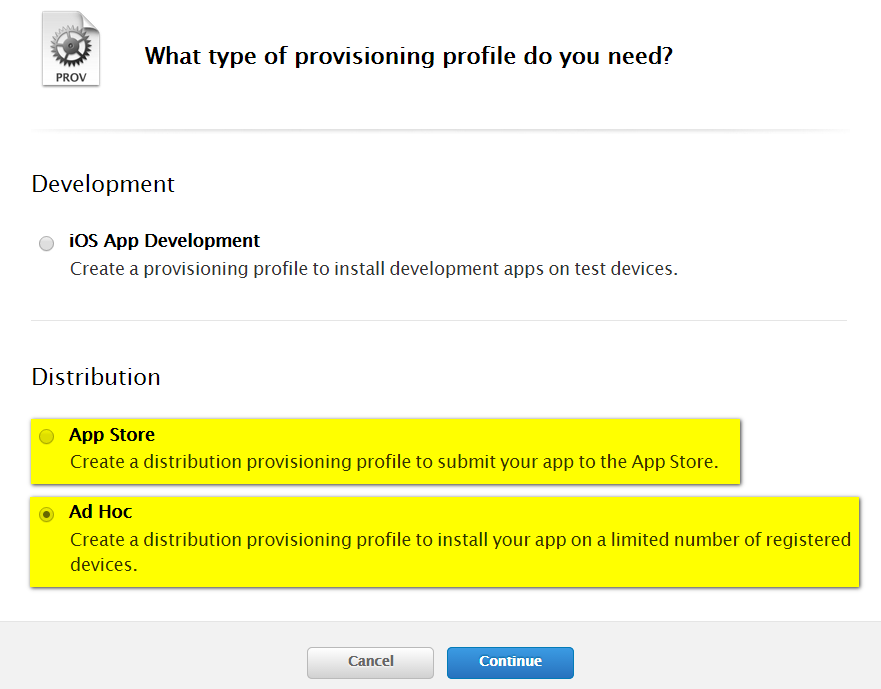 PROV
What type of provisioning profile do you need?
Development
iOS App Development
Create a provisioning profile to install development apps on test devices.
Distribution
App Store
Create a distribution provisioning profile to submit your app to the App Store.
Ad Hoc
Create a distribution provisioning profile to install your app on a limited number of registered
devices.
Cancel
Continue